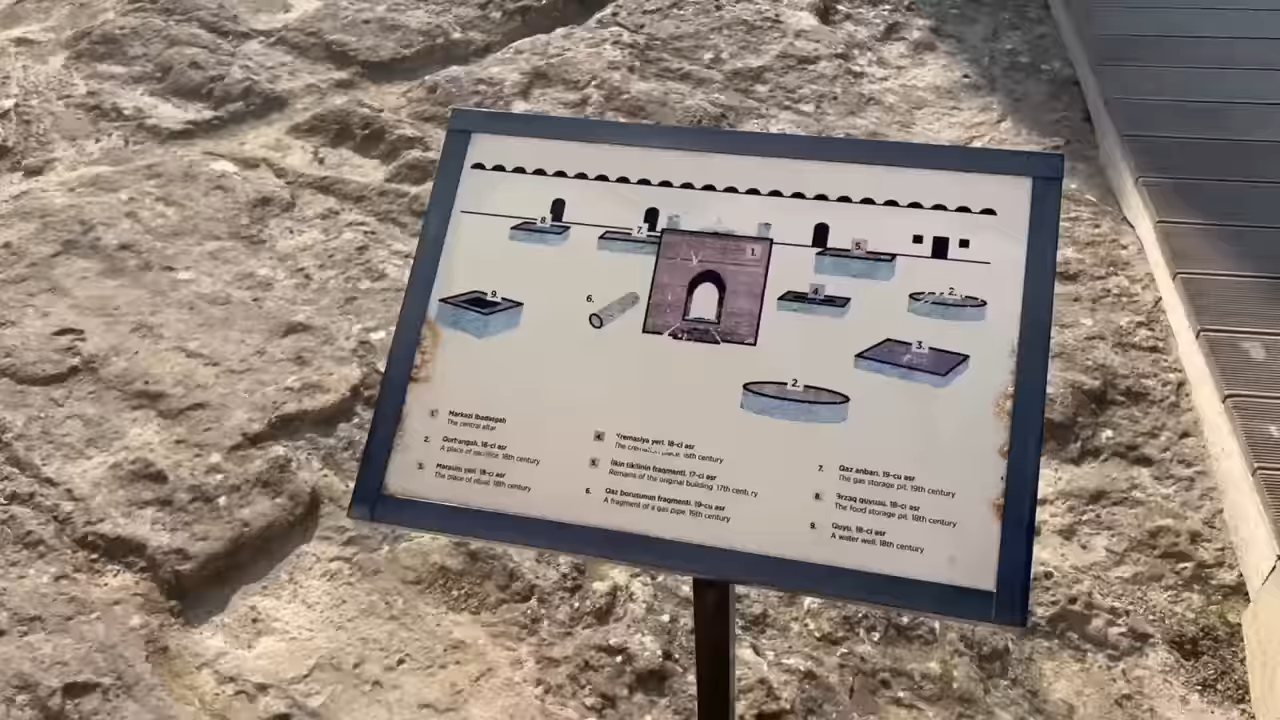 8.
7.
1.
5.
9.
6.
4
2.
3.
2.
1.
Mərkəzi ibadətgah
The central altar
2.
Qurbangah. 18-ci əsr
A place of sacrifice. 18th century
3.
Mərasim yeri. 18-ci əsr
The place of ritual. 18th century
4.
Kremasiya yeri. 18-ci əsr
The cremation place. 18th century
5.
İlkin tikilinin fragmenti. 17-ci əsr
Remains of the original building. 17th century
6.
Qaz borusunun fragmenti. 19-cu əsr
A fragment of a gas pipe. 19th century
7.
Qaz anbarı. 19-cu əsr
The gas storage pit. 19th century
8.
Ərzaq quyusu. 18-ci əsr
The food storage pit. 18th century
9.
Quyu. 18-ci əsr
A water well. 18th century